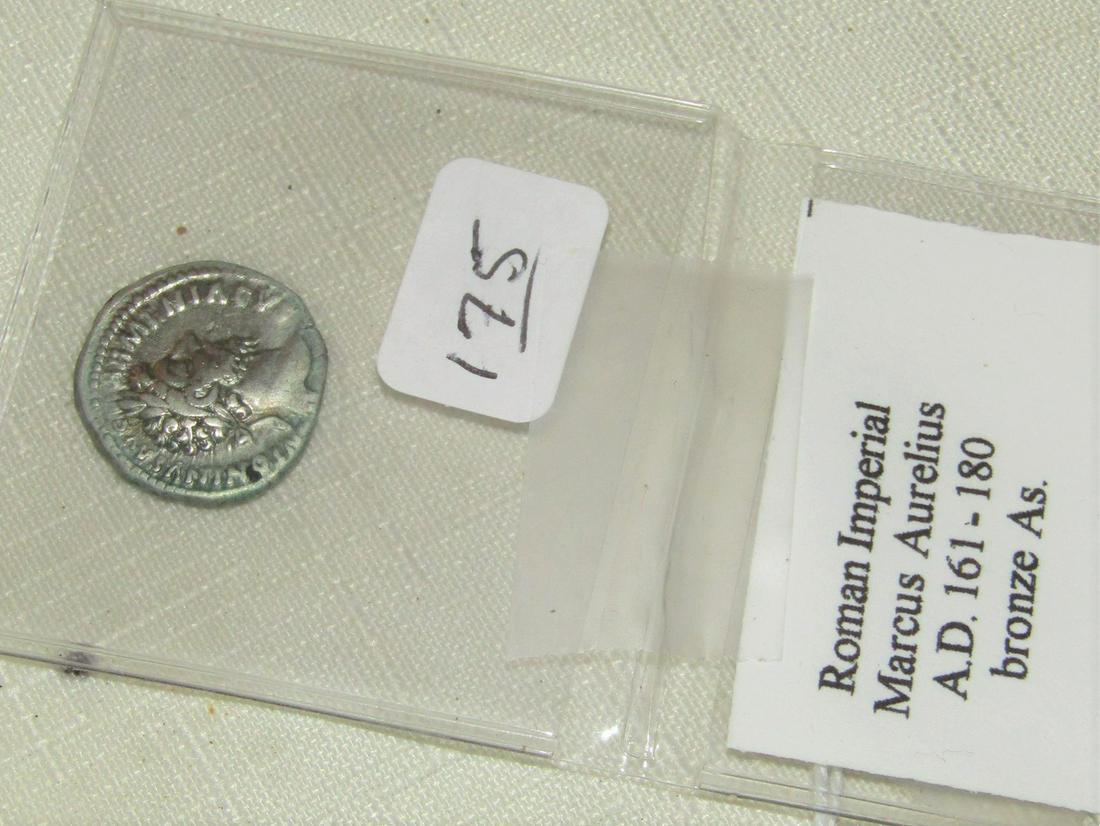 175
Roman Imperial
Marcus Aurelius
A.D. 161-180
bronze As.